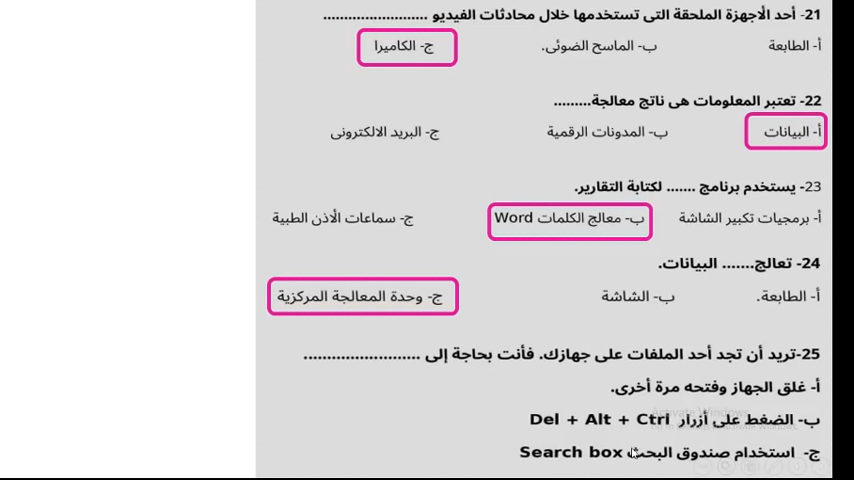 21- أحد الأجهزة الملحقة التى تستخدمها خلال محادثات الفيديو ........................
أ- الطابعة ب- الماسح الضوئى. ج- الكاميرا
22- تعتبر المعلومات هى ناتج معالجة.........
أ- البيانات ب- المدونات الرقمية ج- البريد الالكترونى
23- يستخدم برنامج ....... لكتابة التقارير.
أ- برمجيات تكبير الشاشة ب- معالج الكلمات Word ج- سماعات الأذن الطبية
24- تعالج....... البيانات.
أ- الطابعة. ب- الشاشة ج- وحدة المعالجة المركزية
25-تريد أن تجد أحد الملفات على جهازك. فأنت بحاجة إلى ........................
أ- غلق الجهاز وفتحه مرة أخرى.
ب- الضغط على أزرار Del + Alt + Ctrl
Activate Windows
ج- استخدام صندوق البحث Search box